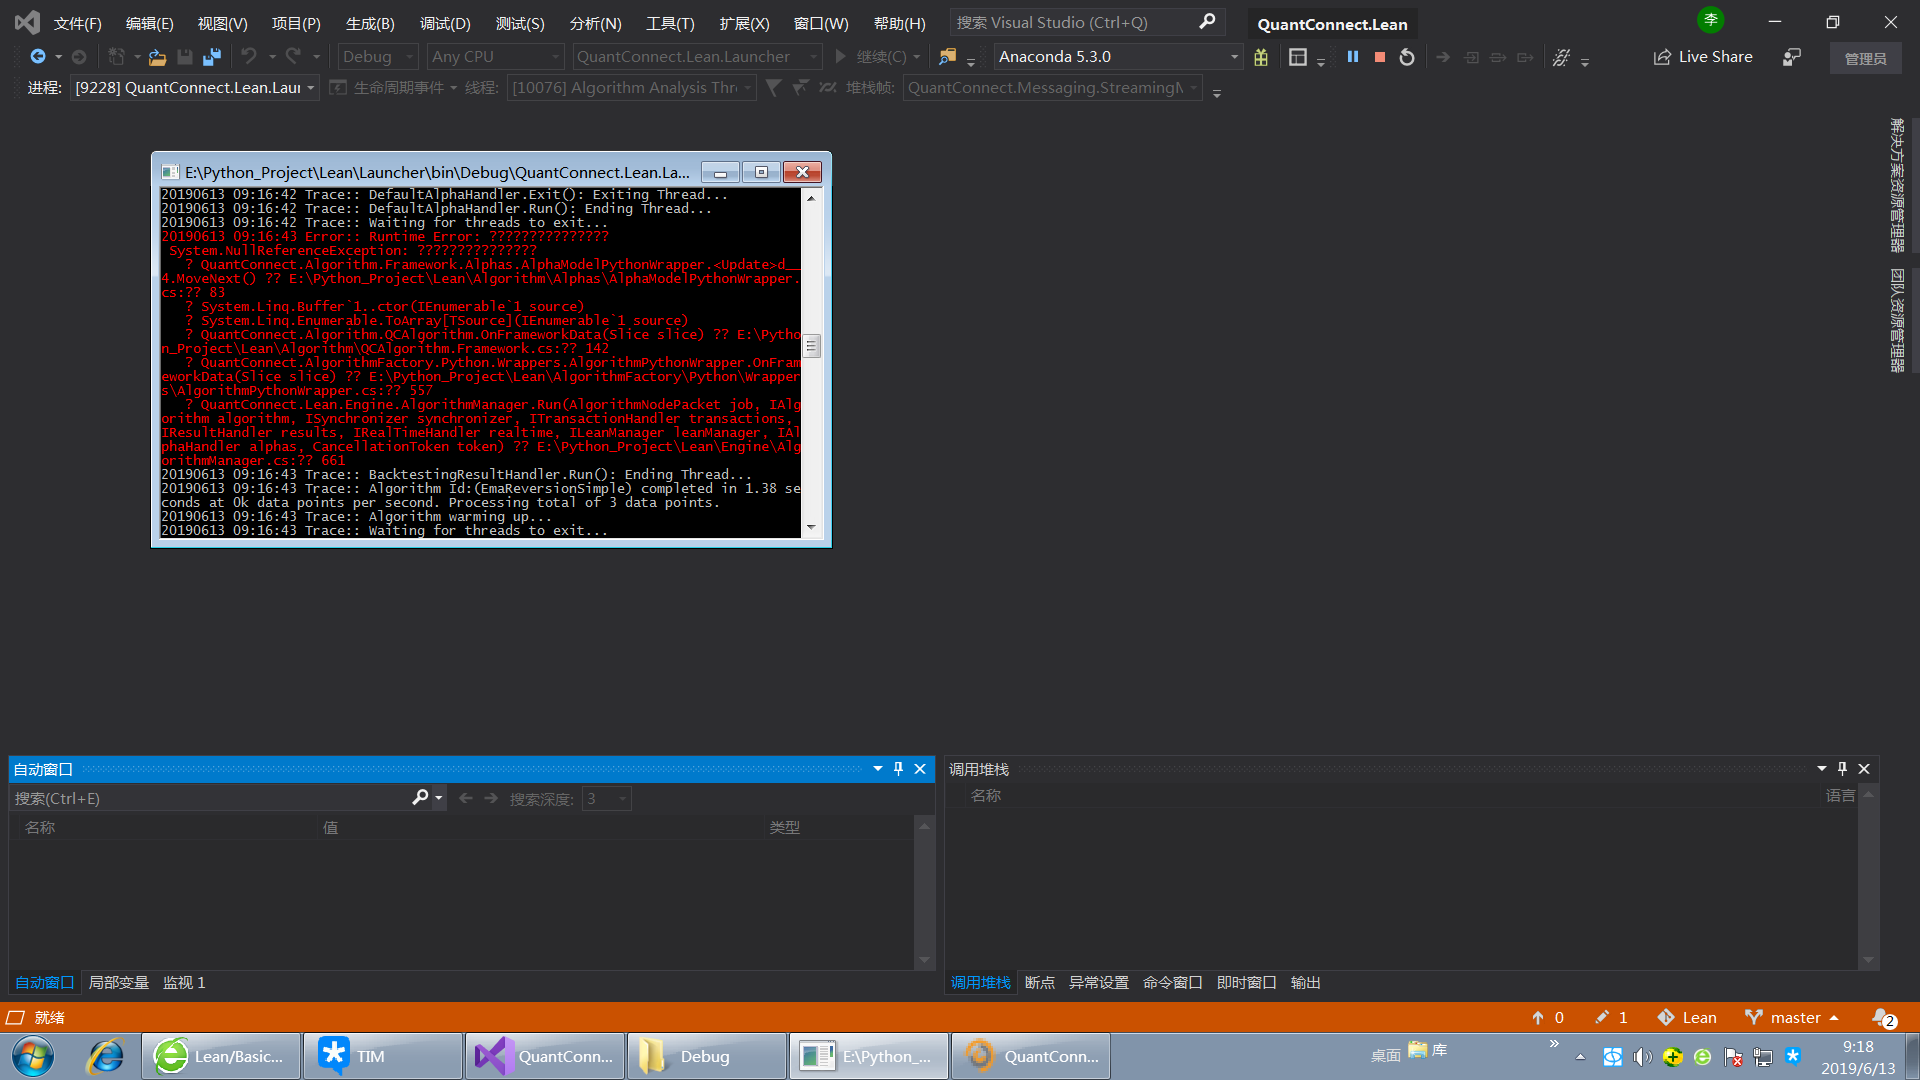 文件(F) 编辑(E) 视图(V) 项目(P) 生成(B) 调试(D) 测试(S) 分析(N) 工具(T) 扩展(X) 窗口(W) 帮助(H) 搜索 Visual Studio (Ctrl+Q) QuantConnect.Lean 李
Debug Any CPU QuantConnect.Lean.Launcher 继续(C) Anaconda 5.3.0 Live Share 管理员
进程: [9228] QuantConnect.Lean.Laun 生命周期事件 线程: [10076] Algorithm Analysis Thr 堆栈帧: QuantConnect.Messaging.StreamingM
解决方案资源管理器
团队资源管理器
E:\Python_Project\Lean\Launcher\bin\Debug\QuantConnect.Lean.La...
20190613 09:16:42 Trace:: DefaultAlphaHandler.Exit(): Exiting Thread...
20190613 09:16:42 Trace:: DefaultAlphaHandler.Run(): Ending Thread...
20190613 09:16:42 Trace:: Waiting for threads to exit...
20190613 09:16:43 Error:: Runtime Error: ???????????????
System.NullReferenceException: ???????????????
? QuantConnect.Algorithm.Framework.Alphas.AlphaModelPythonWrapper.<Update>d__
4.MoveNext() ?? E:\Python_Project\Lean\Algorithm\Alphas\AlphaModelPythonWrapper.
cs:?? 83
? System.Linq.Buffer`1..ctor(IEnumerable`1 source)
? System.Linq.Enumerable.ToArray[TSource](IEnumerable`1 source)
? QuantConnect.Algorithm.QCAlgorithm.OnFrameworkData(Slice slice) ?? E:\Pytho
n_Project\Lean\Algorithm\QCAlgorithm.Framework.cs:?? 142
? QuantConnect.AlgorithmFactory.Python.Wrappers.AlgorithmPythonWrapper.OnFram
eworkData(Slice slice) ?? E:\Python_Project\Lean\AlgorithmFactory\Python\Wrapper
s\AlgorithmPythonWrapper.cs:?? 557
? QuantConnect.Lean.Engine.AlgorithmManager.Run(AlgorithmNodePacket job, IAlg
orithm algorithm, ISynchronizer synchronizer, ITransactionHandler transactions,
IResultHandler results, IRealTimeHandler realtime, ILeanManager leanManager, IAl
phaHandler alphas, CancellationToken token) ?? E:\Python_Project\Lean\Engine\Alg
orithmManager.cs:?? 661
20190613 09:16:43 Trace:: BacktestingResultHandler.Run(): Ending Thread...
20190613 09:16:43 Trace:: Algorithm Id:(EmaReversionSimple) completed in 1.38 se
conds at 0k data points per second. Processing total of 3 data points.
20190613 09:16:43 Trace:: Algorithm warming up...
20190613 09:16:43 Trace:: Waiting for threads to exit...
自动窗口
搜索(Ctrl+E) 搜索深度: 3
名称 值 类型
自动窗口 局部变量 监视 1
调用堆栈
名称 语言
调用堆栈 断点 异常设置 命令窗口 即时窗口 输出
就绪 0 1 Lean master 2
Lean/Basic... TIM QuantConn... Debug E:\Python_... QuantConn... 桌面 库 » 9:18
2019/6/13